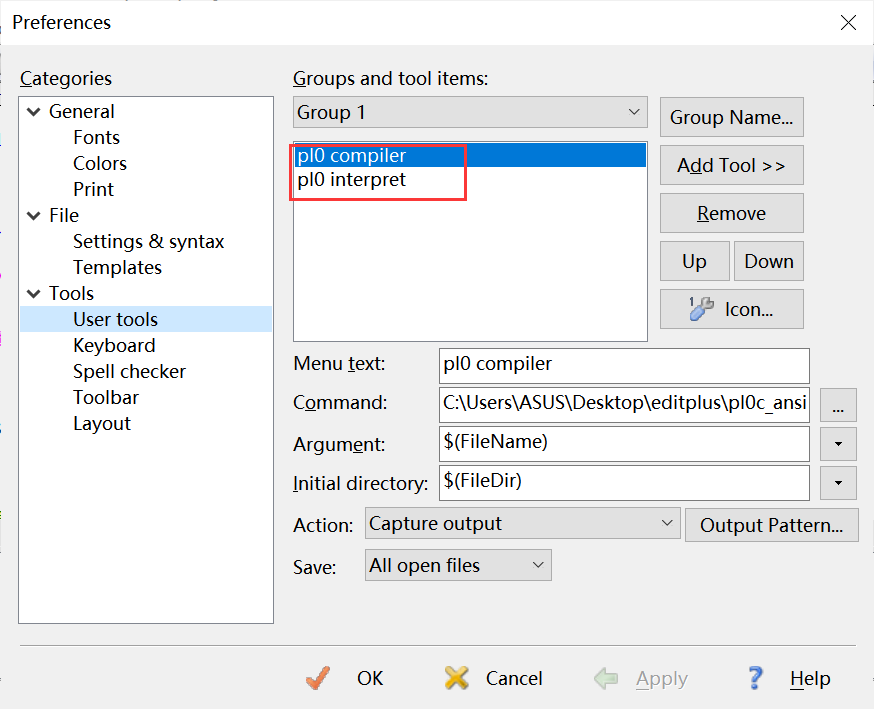 Preferences
Categories
General
Fonts
Colors
Print
File
Settings & syntax
Templates
Tools
User tools
Keyboard
Spell checker
Toolbar
Layout
Groups and tool items:
Group 1
Group Name...
pl0 compiler
pl0 interpret
Add Tool >>
Remove
Up Down
Icon...
Menu text: pl0 compiler
Command: C:\Users\ASUS\Desktop\editplus\pl0c_ansi ...
Argument: $(FileName)
Initial directory: $(FileDir)
Action: Capture output Output Pattern...
Save: All open files
OK Cancel Apply Help